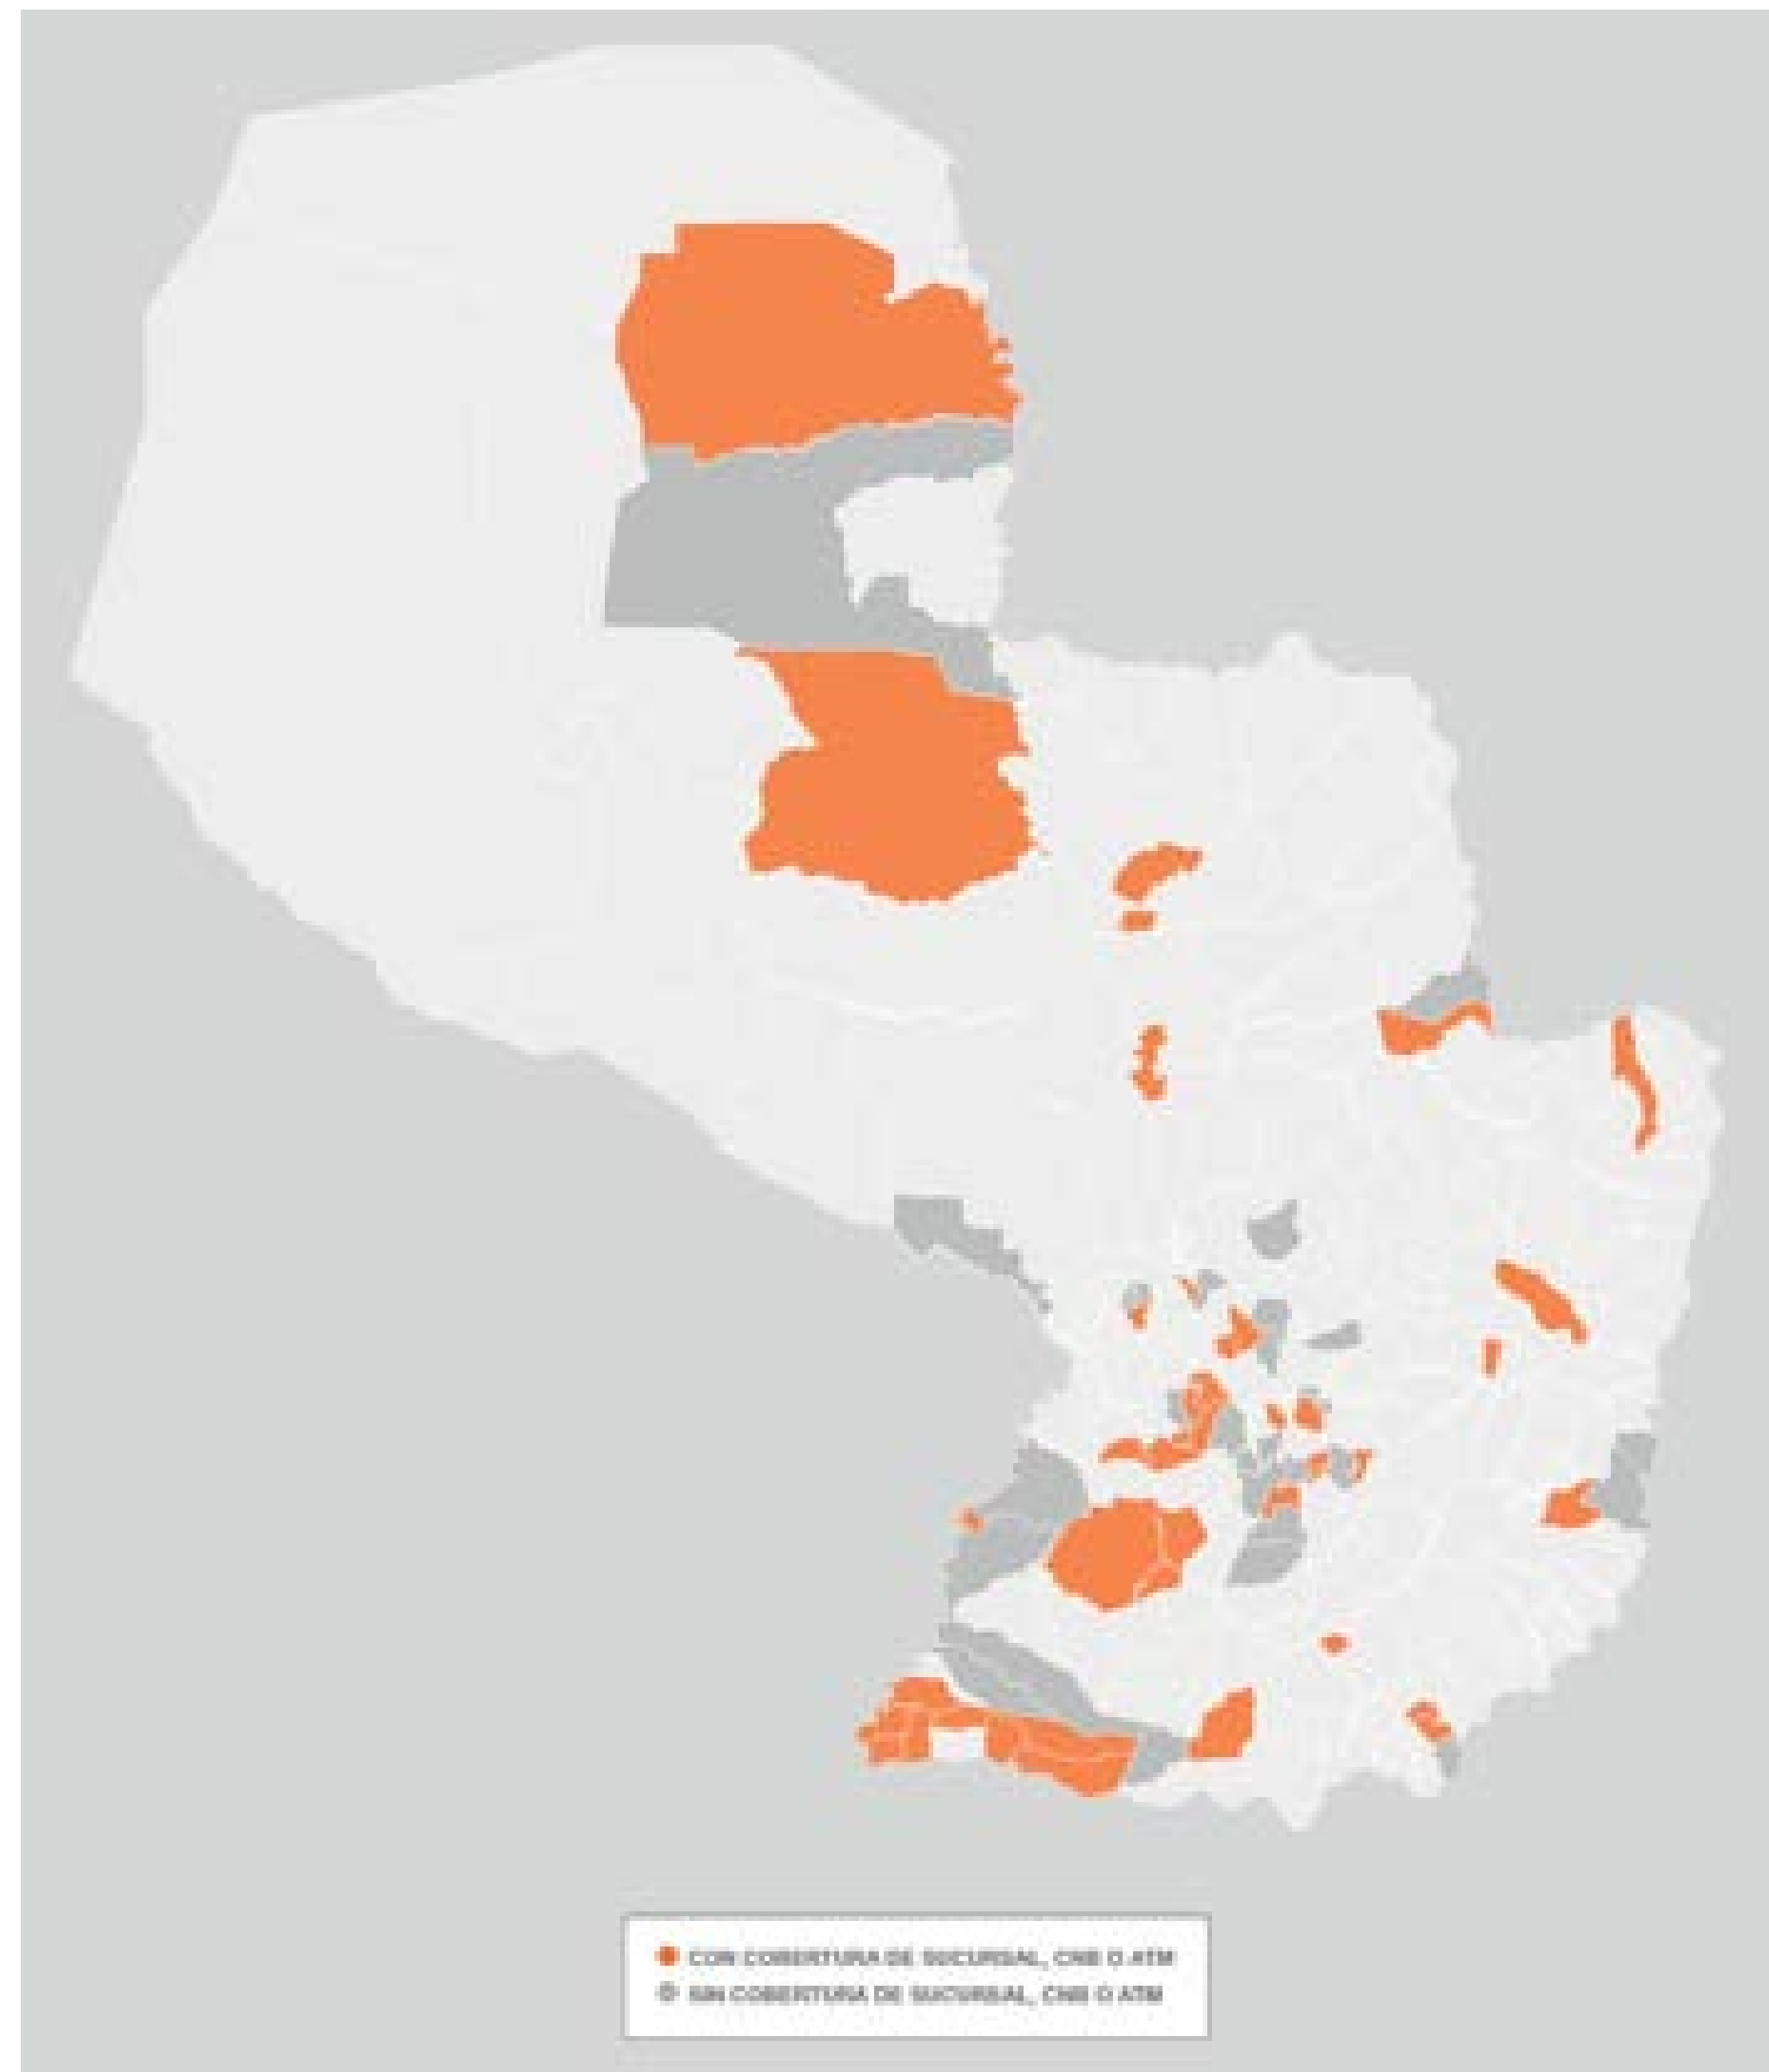 CON COBERTURA DE SUCURSAL, CNB O ATM
SIN COBERTURA DE SUCURSAL, CNB O ATM